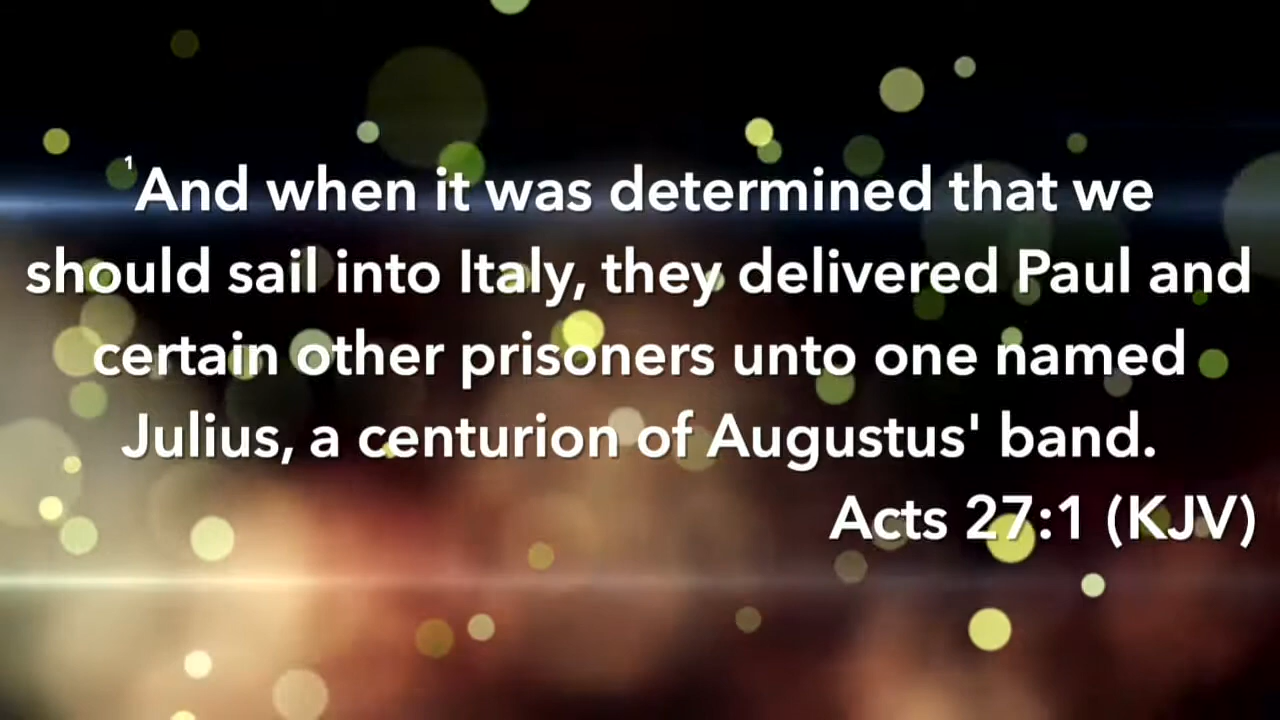 ¹And when it was determined that we
should sail into Italy, they delivered Paul and
certain other prisoners unto one named
Julius, a centurion of Augustus' band.
Acts 27:1 (KJV)